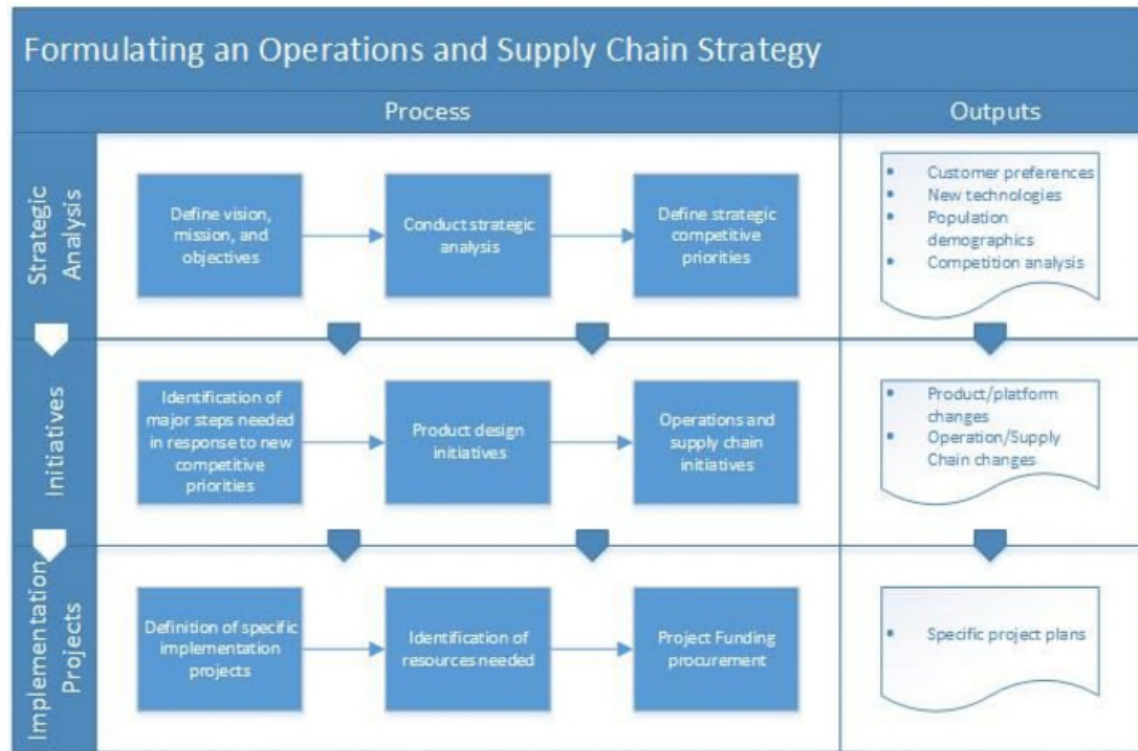 Formulating an Operations and Supply Chain Strategy
Process
Outputs
Strategic
Analysis
Define vision,
mission, and
objectives
Conduct strategic
analysis
Define strategic
competitive
priorities
• Customer preferences
• New technologies
• Population
demographics
• Competition analysis
Initiatives
Identification of
major steps needed
in response to new
competitive
priorities
Product design
initiatives
Operations and
supply chain
initiatives
• Product/platform
changes
• Operation/Supply
Chain changes
Implementation
Projects
Definition of specific
implementation
projects
Identification of
resources needed
Project Funding
procurement
• Specific project plans